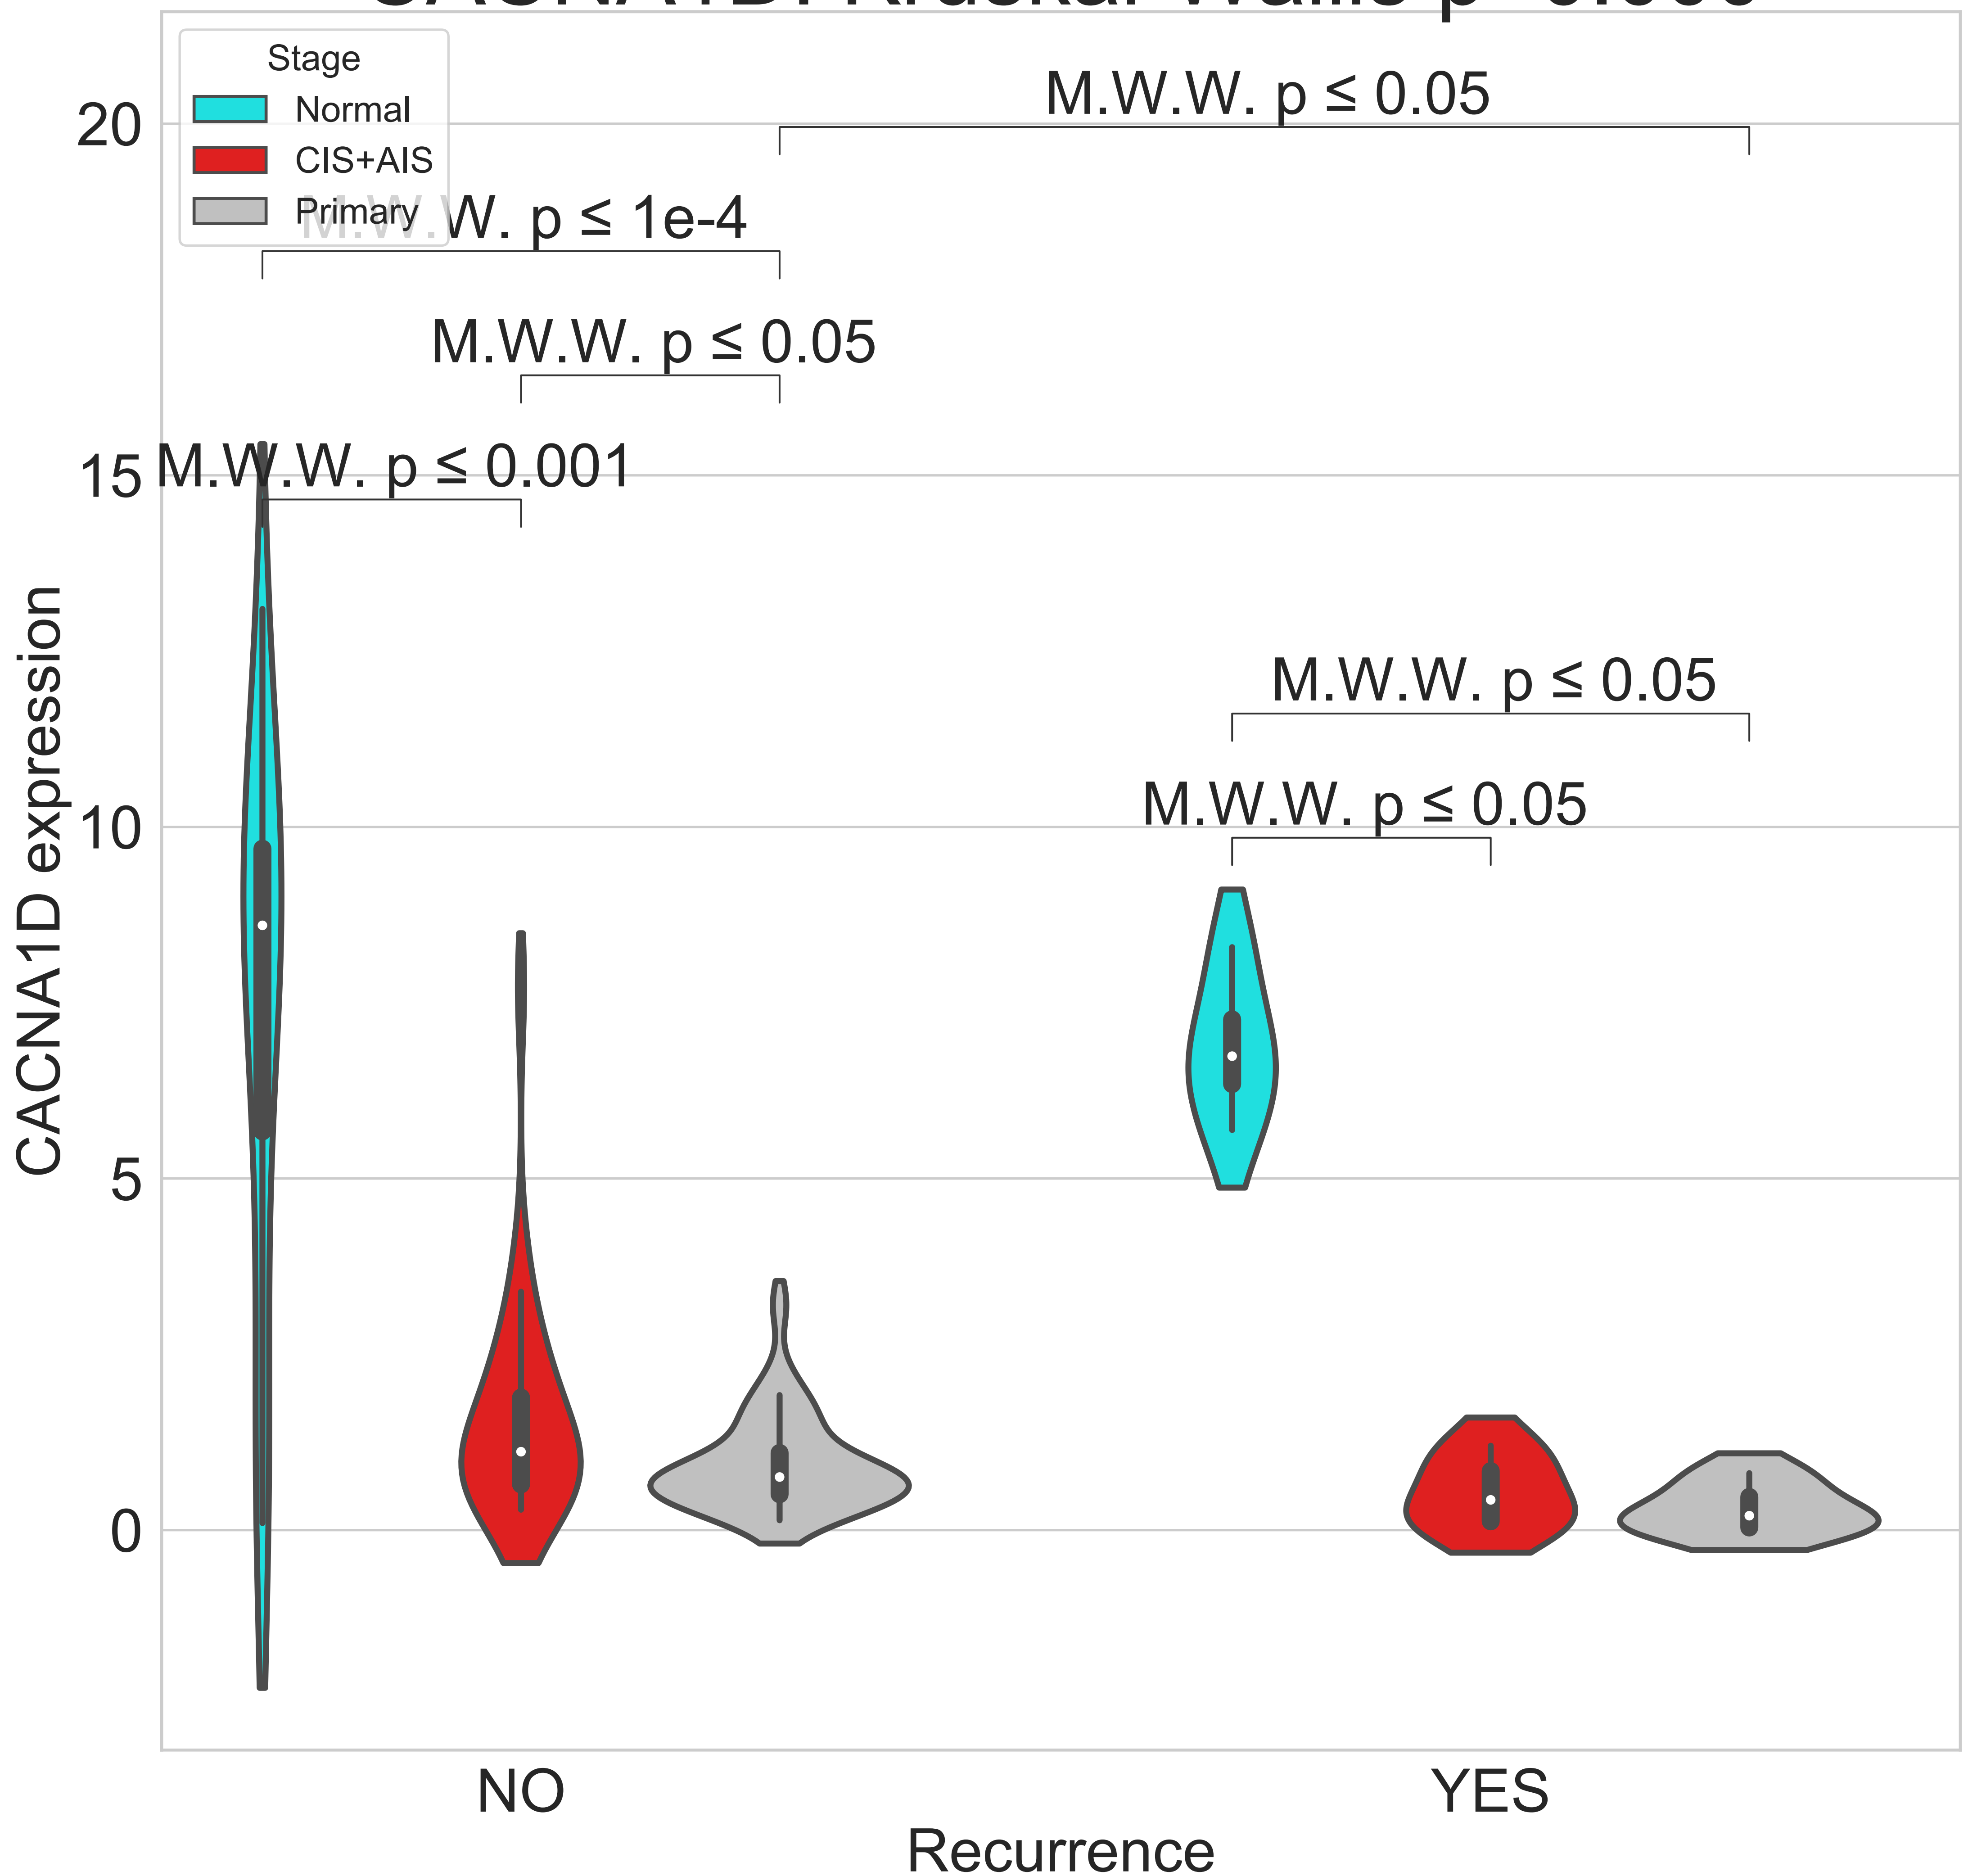 Stage
Normal
CIS+AIS
Primary
M.W.W. p ≤ 0.05
M.W.W. p ≤ 1e-4
M.W.W. p ≤ 0.05
M.W.W. p ≤ 0.001
M.W.W. p ≤ 0.05
M.W.W. p ≤ 0.05
20
15
10
5
0
CACNA1D expression
NO
YES
Recurrence